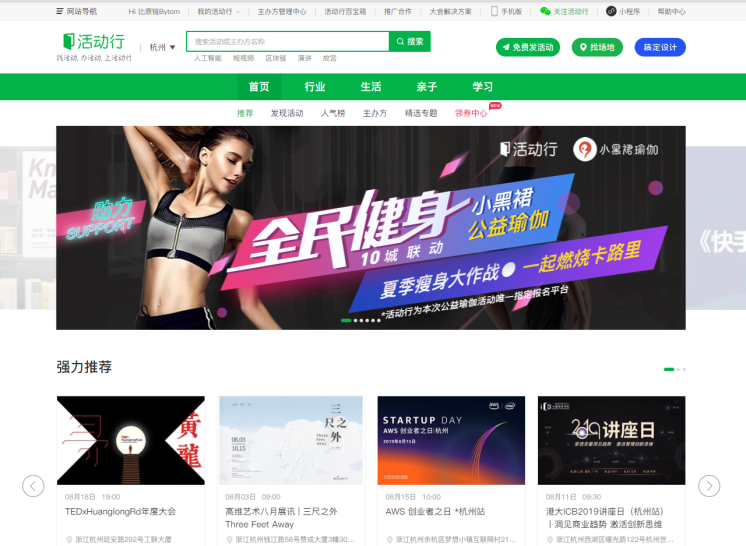 网站导航
Hi 比原链Bytom
我的活动行
主办方管理中心
活动行百宝箱
推广合作
大会解决方案
手机版
关注活动行
小程序
帮助中心
活动行
找活动, 办活动, 上活动行
杭州
搜索活动或主办方名称
搜索
人工智能 短视频 区块链 演讲 故宫
免费发活动
找场地
搞定设计
首页 行业 生活 亲子 学习
推荐 发现活动 人气榜 主办方 精选专题 领券中心
NEW
活动行
小黑裙瑜伽
助力
SUPPORT
全民健身
10城联动
小黑裙
公益瑜伽
夏季瘦身大作战
一起燃烧卡路里
*活动行为本次公益瑜伽活动唯一指定报名平台
Kn
Ma
《快手
强力推荐
黄龍
三尺之外
Three
feet
Away
08.03
10.15
aws intel
STARTUP DAY
AWS 创业者之日|杭州
2019年8月15日
2019讲座日
08月18日 19:00
TEDxHuanglongRd年度大会
浙江杭州延安路292号工联大厦
08月03日 09:00
高维艺术八月展讯 | 三尺之外
Three Feet Away
浙江杭州钱江路58号赞成大厦3幢30...
08月15日 10:00
AWS 创业者之日 *杭州站
浙江杭州余杭区梦想小镇互联网村21...
08月11日 09:30
港大ICB2019讲座日（杭州站）
| 洞见商业趋势 激活创新思维
浙江杭州西湖区曙光路122号杭州世...